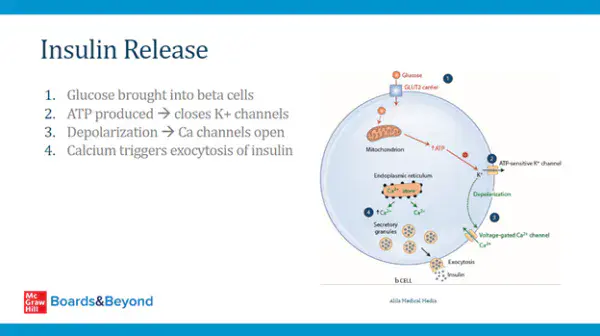 Insulin Release
1. Glucose brought into beta cells
2. ATP produced → closes K+ channels
3. Depolarization → Ca channels open
4. Calcium triggers exocytosis of insulin
Glucose
1
GLUT2 carrier
Mitochondrion
↑ATP
2
ATP-sensitive K⁺ channel
K⁺
Endoplasmic reticulum
Ca²⁺ store
Depolarization
4 ↑Ca²⁺ Ca²⁺
3
Secretory
granules
Voltage-gated Ca²⁺ channel
Ca²⁺
Exocytosis
Insulin
b CELL
Alila Medical Media
Mc
Graw
Hill
Boards&Beyond